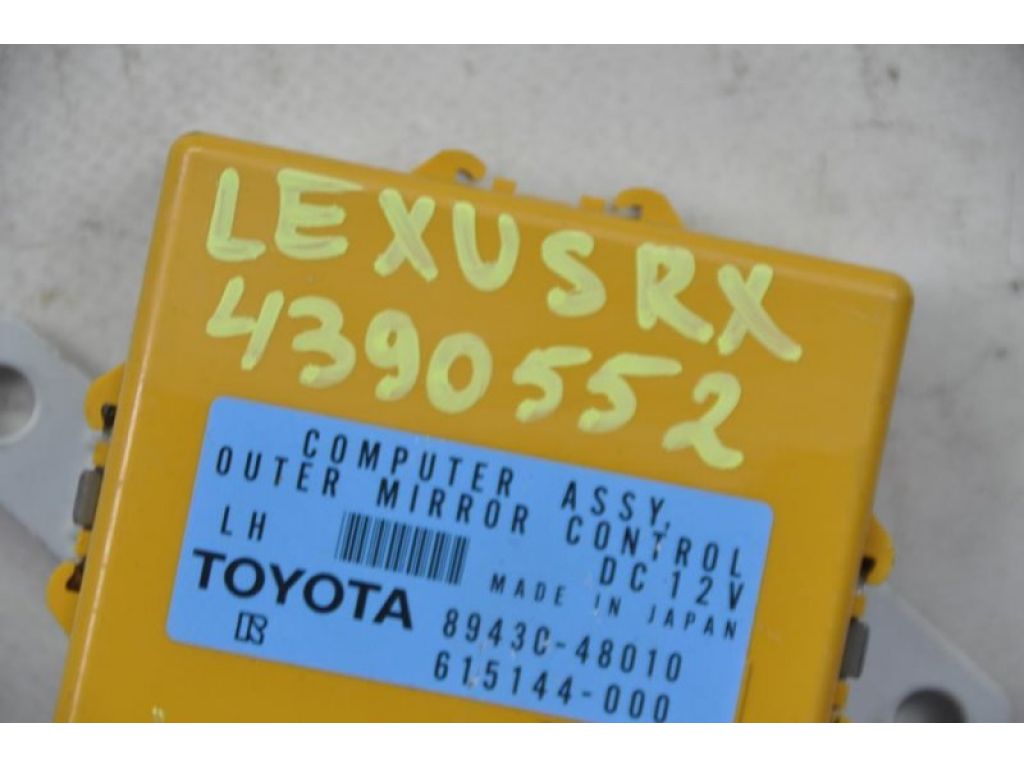 LEXUS RX
4390552
COMPUTER ASSY,
OUTER MIRROR CONTROL
LH DC 12V
MADE IN JAPAN
TOYOTA 8943C-48010
615144-000